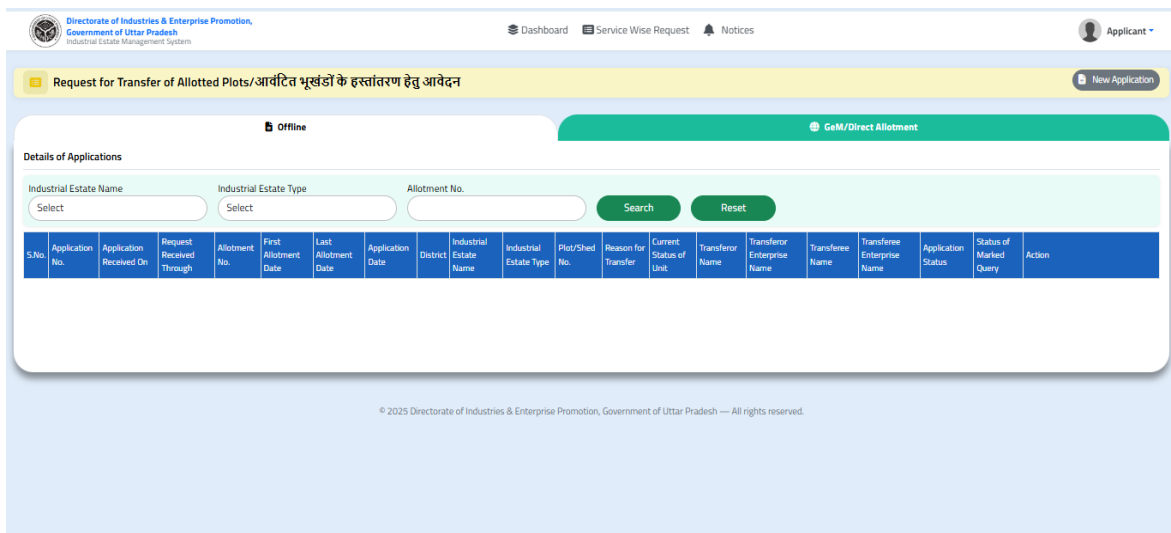 Directorate of Industries & Enterprise Promotion,
Government of Uttar Pradesh
Industrial Estate Management System
Dashboard Service Wise Request Notices
Applicant
Request for Transfer of Allotted Plots/आवंटित भूखंडों के हस्तांतरण हेतु आवेदन
New Application
Offline
GeM/Direct Allotment
Details of Applications
Industrial Estate Name Industrial Estate Type Allotment No.
Select Select Search Reset
S.No. Application No. Application Received On Request Received Through Allotment No. First Allotment Date Last Allotment Date Application Date District Industrial Estate Name Industrial Estate Type Plot/Shed No. Reason for Transfer Current Status of Unit Transferor Name Transferor Enterprise Name Transferee Name Transferee Enterprise Name Application Status Status of Marked Query Action
© 2025 Directorate of Industries & Enterprise Promotion, Government of Uttar Pradesh — All rights reserved.